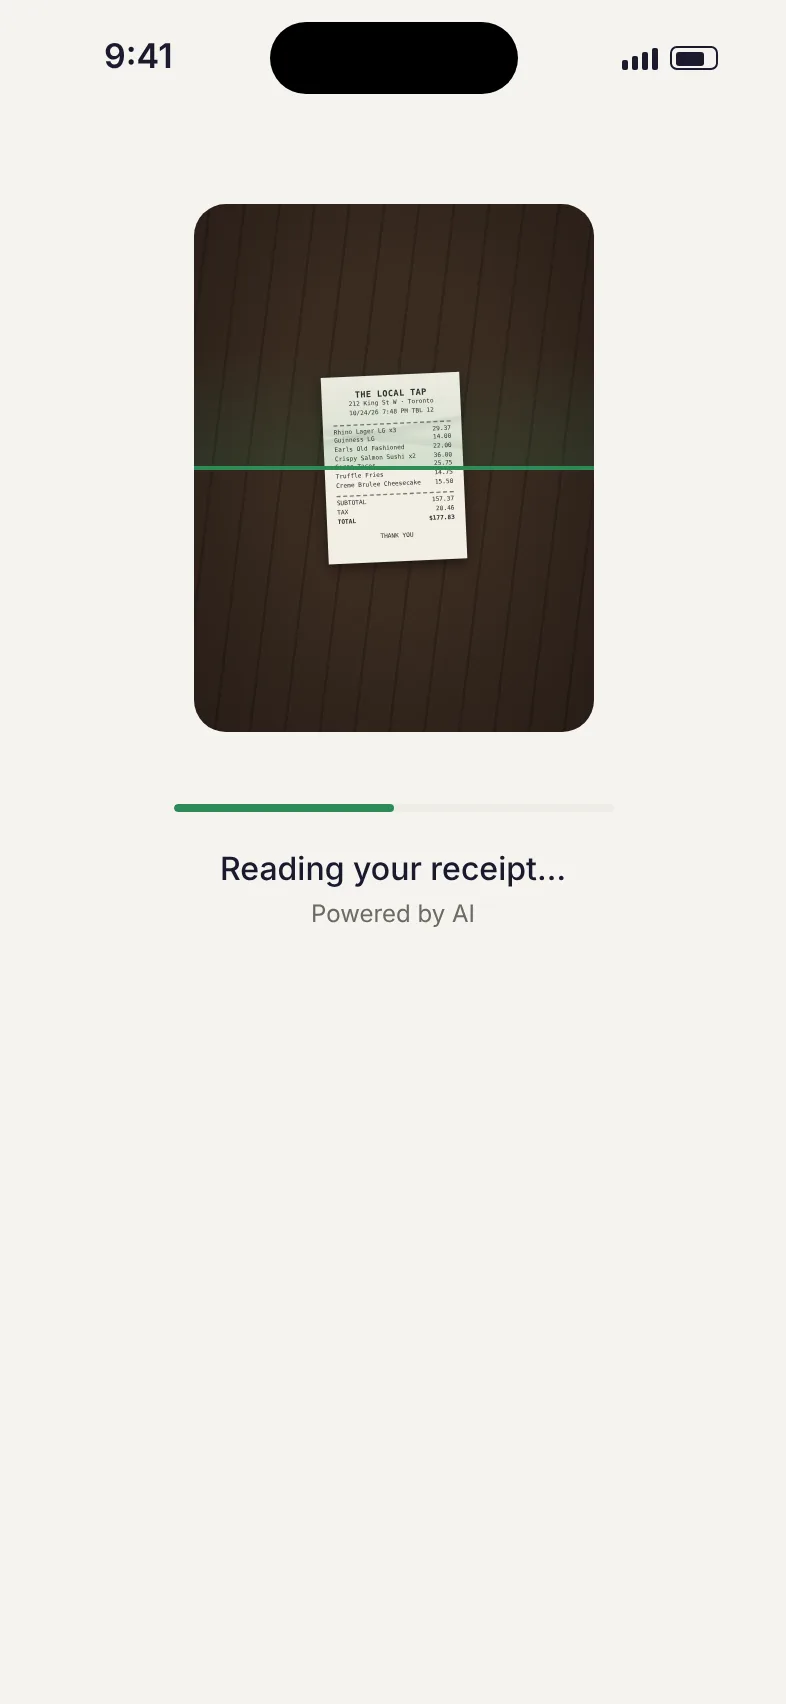 9:41
THE LOCAL TAP
212 King St W · Toronto
10/24/26 7:48 PM TBL 12
Rhino Lager LG x3 29.37
Guinness LG 14.00
Earls Old Fashioned 22.00
Crispy Salmon Sushi x2 36.00
25.75
Truffle Fries 14.75
Creme Brulee Cheesecake 15.50
SUBTOTAL 157.37
TAX 20.46
TOTAL $177.83
THANK YOU
Reading your receipt...
Powered by AI